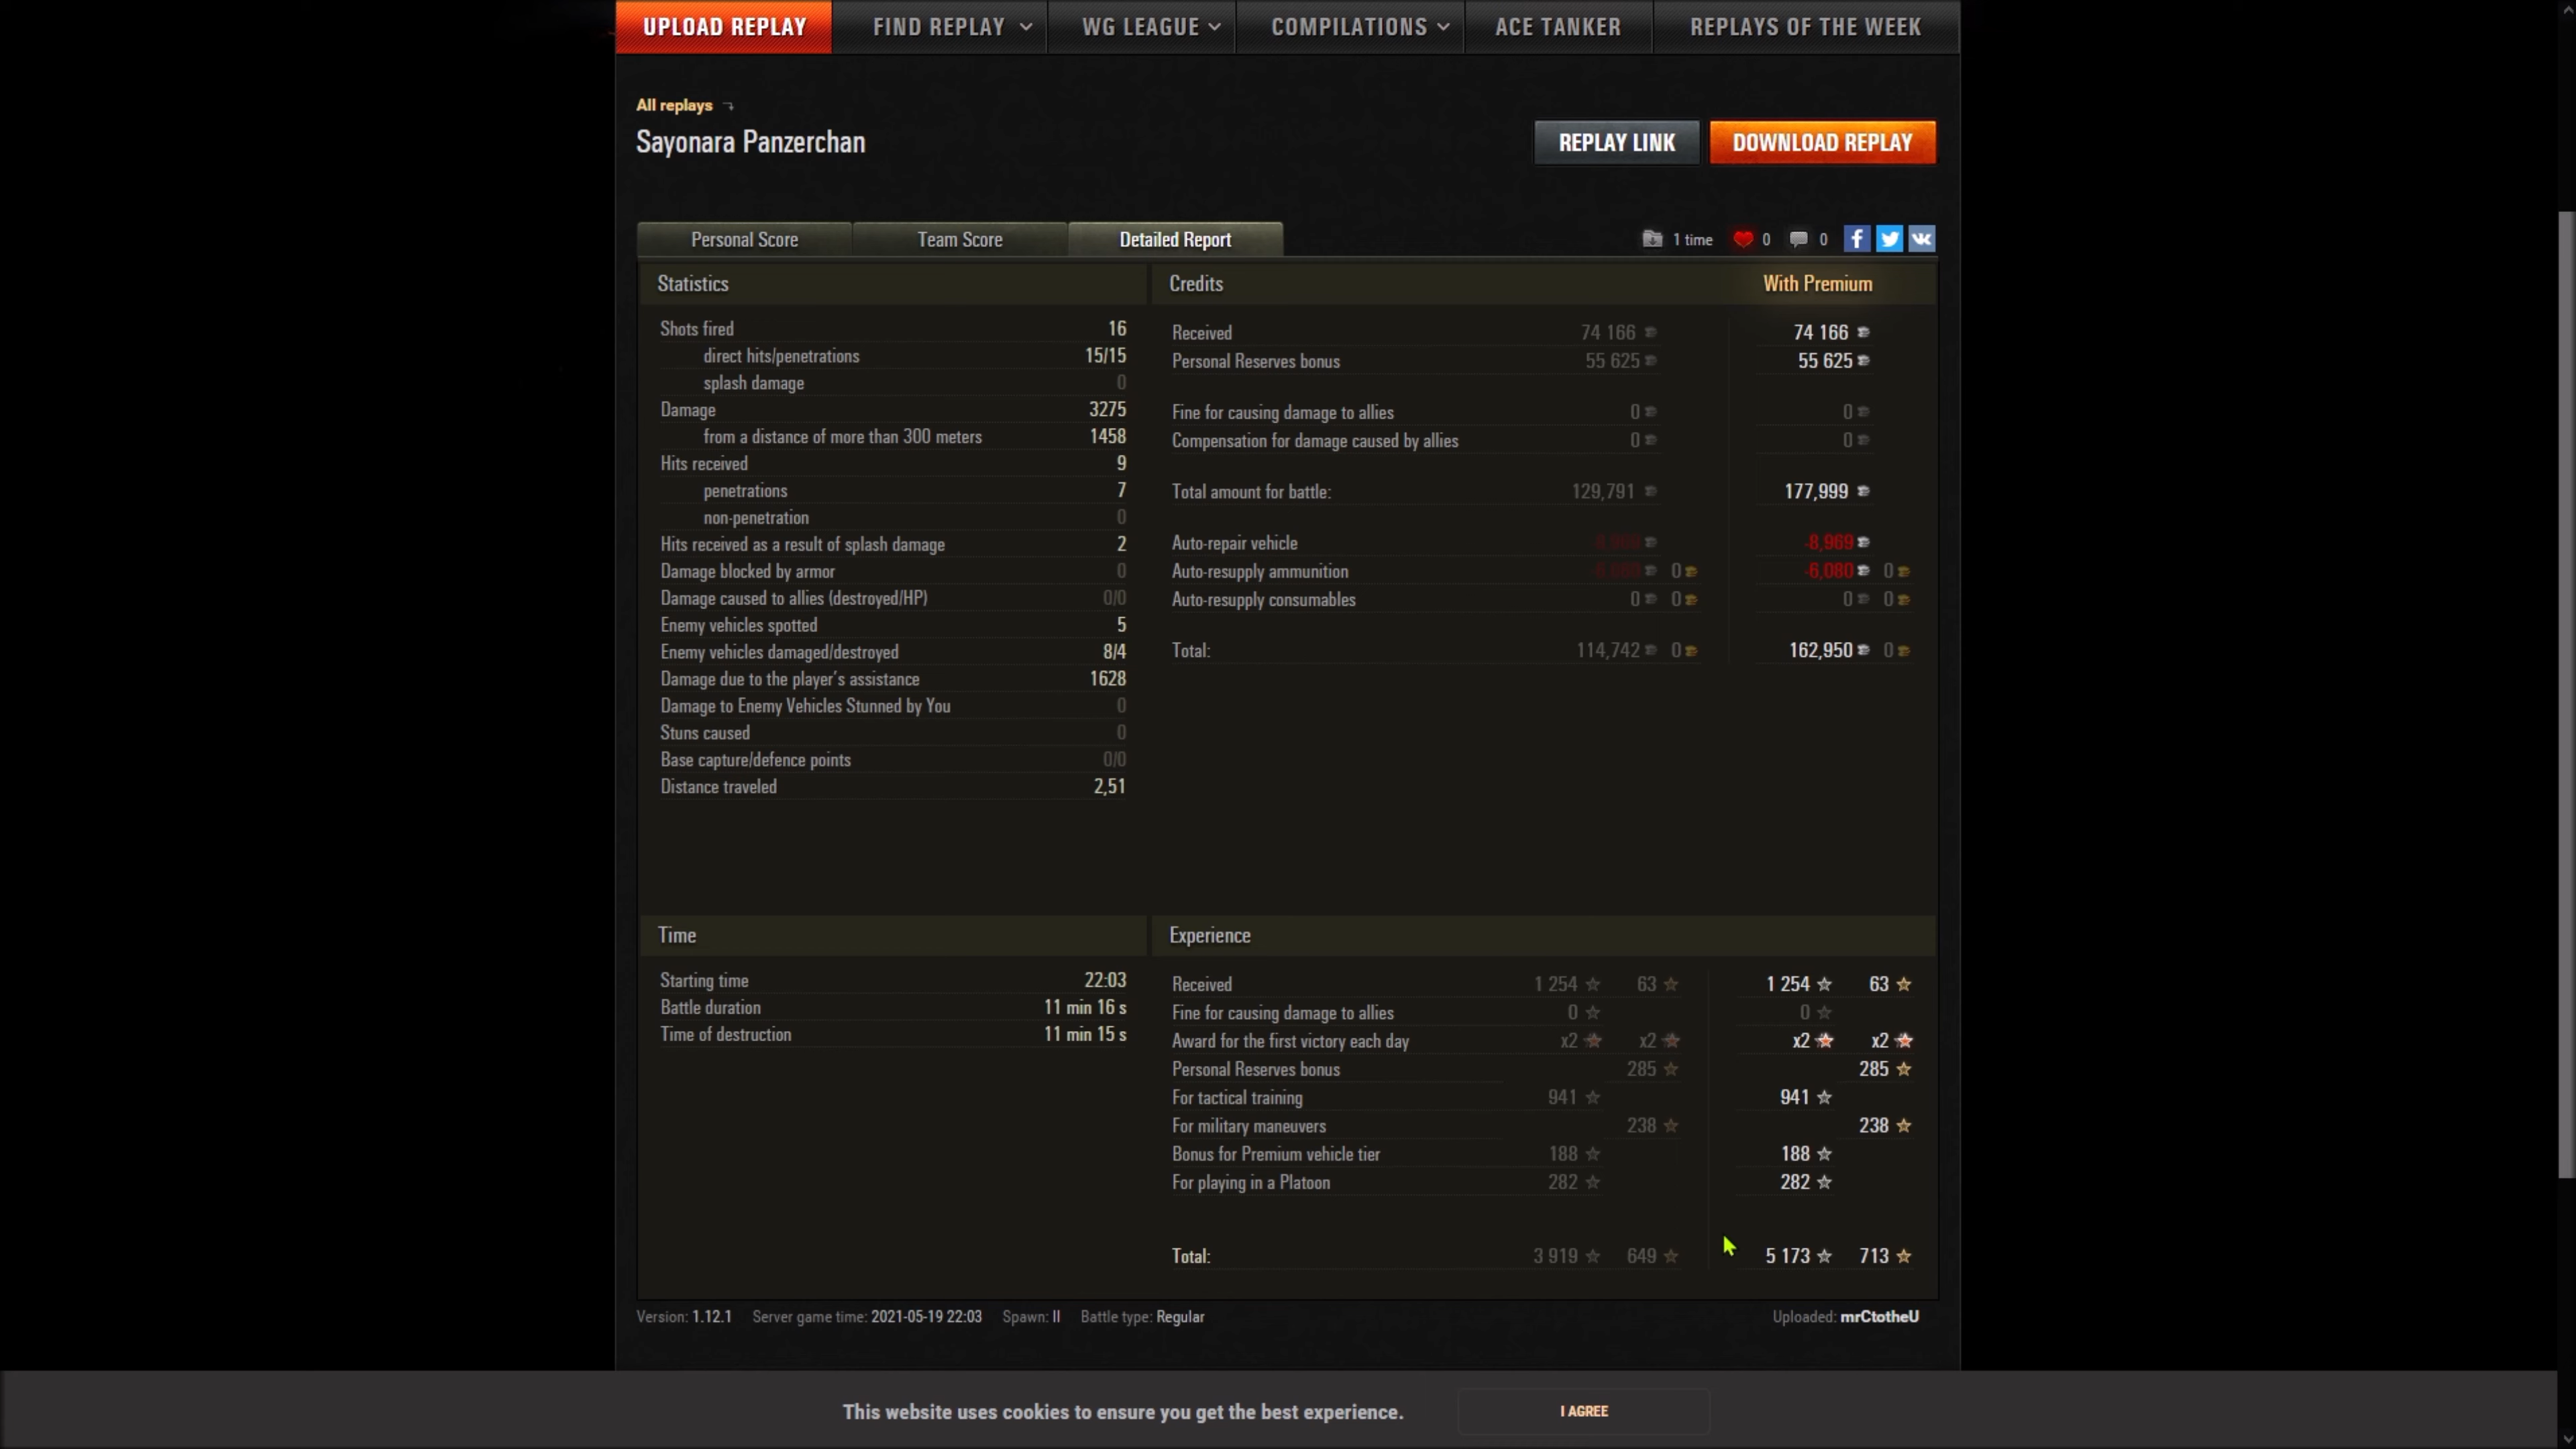 UPLOAD REPLAY FIND REPLAY WG LEAGUE COMPILATIONS ACE TANKER REPLAYS OF THE WEEK
All replays
Sayonara Panzerchan
REPLAY LINK DOWNLOAD REPLAY
Personal Score Team Score Detailed Report 1 time 0 0
Statistics
Shots fired 16
direct hits/penetrations 15/15
splash damage 0
Damage 3275
from a distance of more than 300 meters 1458
Hits received 9
penetrations 7
non-penetration 0
Hits received as a result of splash damage 2
Damage blocked by armor 0
Damage caused to allies (destroyed/HP) 0/0
Enemy vehicles spotted 5
Enemy vehicles damaged/destroyed 8/4
Damage due to the player's assistance 1628
Damage to Enemy Vehicles Stunned by You 0
Stuns caused 0
Base capture/defence points 0/0
Distance traveled 2,51
Credits With Premium
Received 74 166 74 166
Personal Reserves bonus 55 625 55 625
Fine for causing damage to allies 0 0
Compensation for damage caused by allies 0 0
Total amount for battle: 129,791 177,999
Auto-repair vehicle -8,969
Auto-resupply ammunition 0 -6,080 0
Auto-resupply consumables 0 0 0 0
Total: 114,742 0 162,950 0
Time
Starting time 22:03
Battle duration 11 min 16 s
Time of destruction 11 min 15 s
Experience
Received 1 254 63 1 254 63
Fine for causing damage to allies 0 0
Award for the first victory each day x2 x2 x2 x2
Personal Reserves bonus 285 285
For tactical training 941 941
For military maneuvers 238 238
Bonus for Premium vehicle tier 188 188
For playing in a Platoon 282 282
Total: 3 919 649 5 173 713
Version: 1.12.1 Server game time: 2021-05-19 22:03 Spawn: II Battle type: Regular Uploaded: mrCtotheU
This website uses cookies to ensure you get the best experience. I AGREE